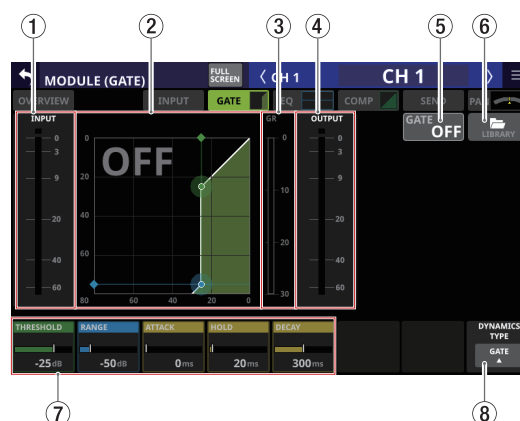 1 2 3 4 5 6
MODULE (GATE) FULL SCREEN CH 1 CH 1
OVERVIEW INPUT GATE EQ COMP SEND PAN
INPUT GR OUTPUT GATE OFF LIBRARY
OFF
0 0 0 0
3 3
9 20 10 9
20 40 20 20
40 60 40
60 30 60
80 60 40 20 0
THRESHOLD RANGE ATTACK HOLD DECAY DYNAMICS TYPE
-25dB -50dB 0ms 20ms 300ms GATE
7 8